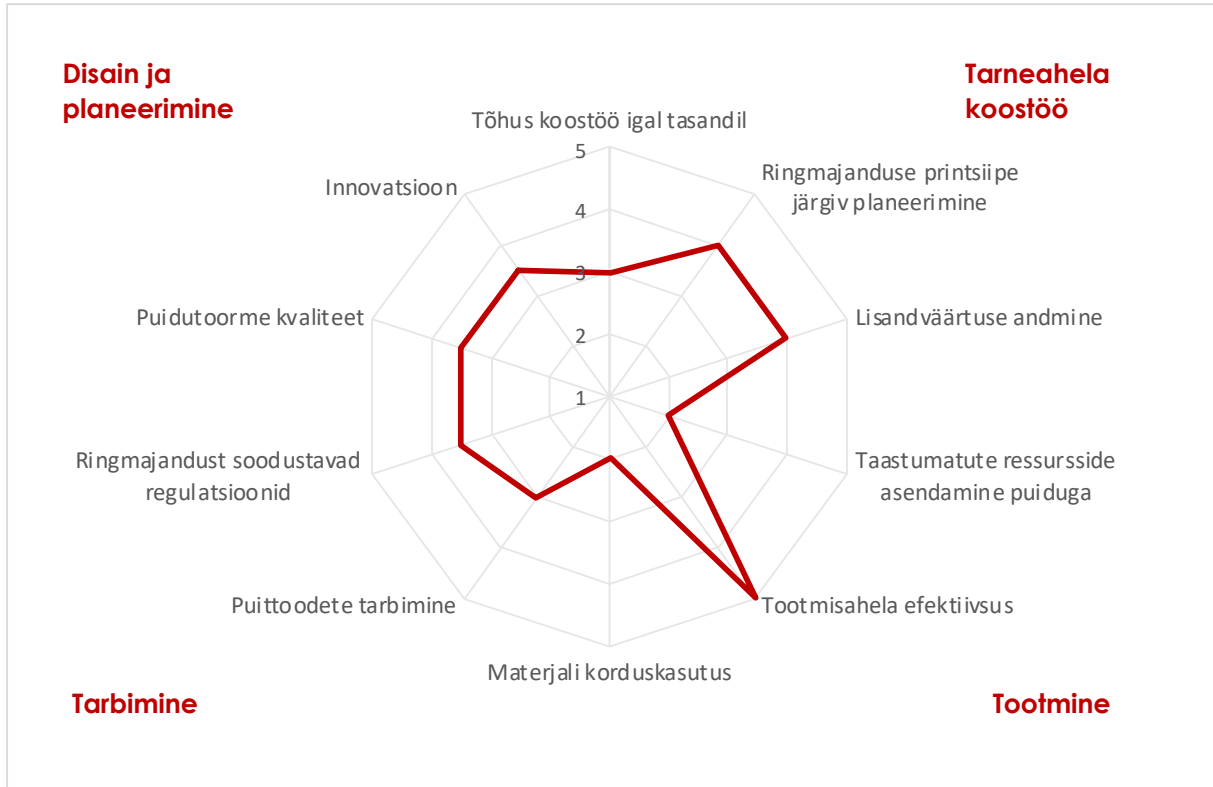 Disain ja
planeerimine
Tarneahela
koostöö
Tõhus koostöö igal tasandil
Ringmajanduse printsiipe
järgiv planeerimine
Innovatsioon
Puidutoorme kvaliteet
Lisandväärtuse andmine
Ringmajandust soodustavad
regulatsioonid
Taastumatute ressursside
asendamine puiduga
Puittoodete tarbimine
Tootmisahela efektiivsus
Materjali korduskasutus
5
4
3
2
1
Tarbimine
Tootmine